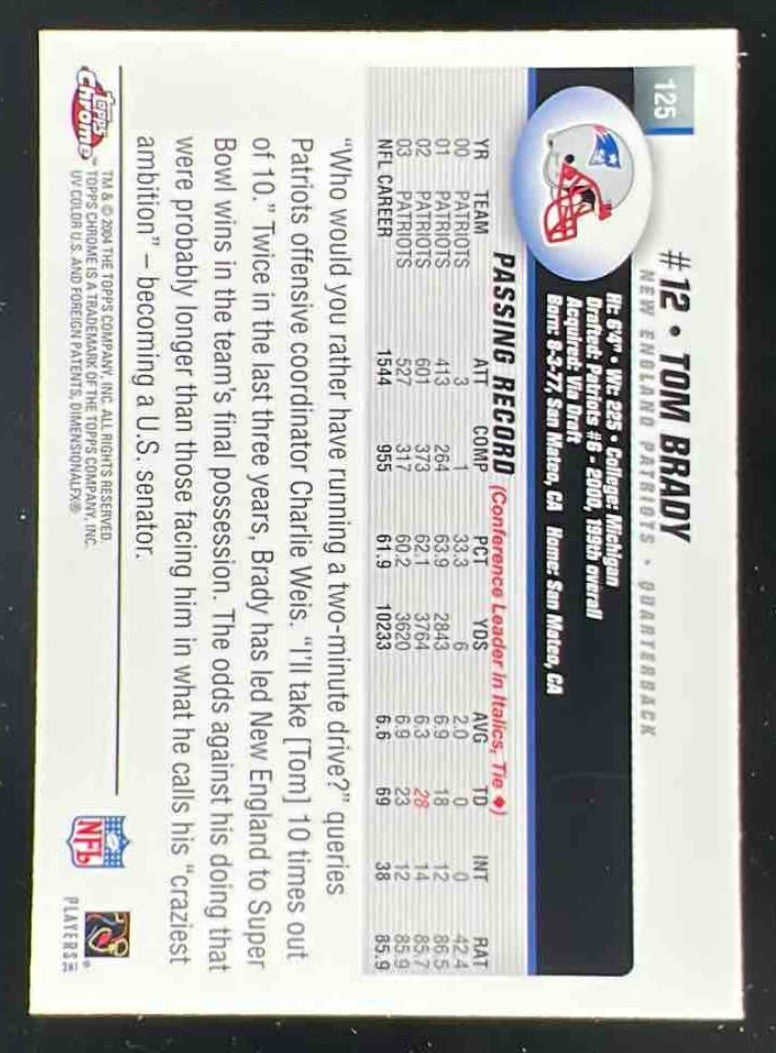 125
#12 • TOM BRADY
NEW ENGLAND PATRIOTS • QUARTERBACK
Ht: 6'4" • Wt: 225 • College: Michigan
Drafted: Patriots #6 - 2000, 199th overall
Acquired: Via Draft
Born: 8-3-77, San Mateo, CA Home: San Mateo, CA
PASSING RECORD (Conference Leader in Italics, Tie ♦)
YR TEAM ATT COMP PCT YDS AVG TD INT RAT
00 PATRIOTS 3 1 33.3 6 2.0 0 0 42.4
01 PATRIOTS 413 264 63.9 2843 6.9 18 12 86.5
02 PATRIOTS 601 373 62.1 3764 6.3 28 14 85.7
03 PATRIOTS 527 317 60.2 3620 6.9 23 12 85.9
NFL CAREER 1544 955 61.9 10233 6.6 69 38 85.9
"Who would you rather have running a two-minute drive?" queries
Patriots offensive coordinator Charlie Weis. "I'll take [Tom] 10 times out
of 10." Twice in the last three years, Brady has led New England to Super
Bowl wins in the team's final possession. The odds against his doing that
were probably longer than those facing him in what he calls his "craziest
ambition" – becoming a U.S. senator.
Topps
Chrome™
TM & © 2004 THE TOPPS COMPANY, INC. ALL RIGHTS RESERVED.
TOPPS CHROME IS A TRADEMARK OF THE TOPPS COMPANY, INC.
UV COLOR U.S. AND FOREIGN PATENTS, DIMENSIONALFX®
NFL
PLAYERS INC